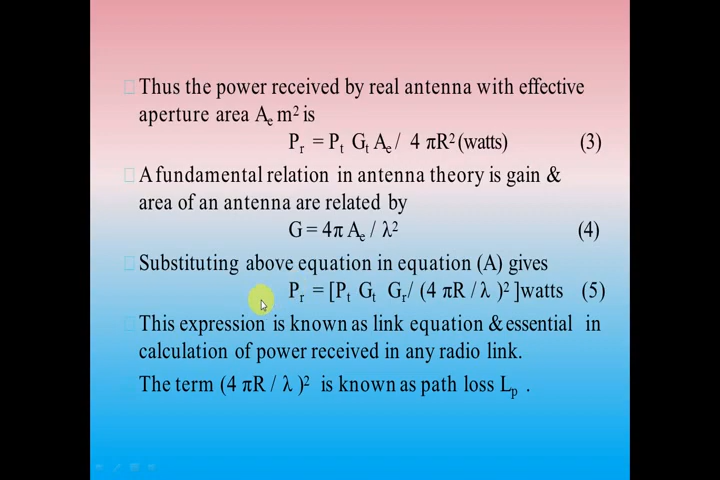 Thus the power received by real antenna with effective
aperture area Aₑ m² is
Pᵣ = Pₜ Gₜ Aₑ / 4 πR² (watts) (3)
A fundamental relation in antenna theory is gain &
area of an antenna are related by
G = 4π Aₑ / λ² (4)
Substituting above equation in equation (A) gives
Pᵣ = [Pₜ Gₜ Gᵣ/ (4 πR / λ )² ]watts (5)
This expression is known as link equation & essential in
calculation of power received in any radio link.
The term (4 πR / λ )² is known as path loss Lₚ .